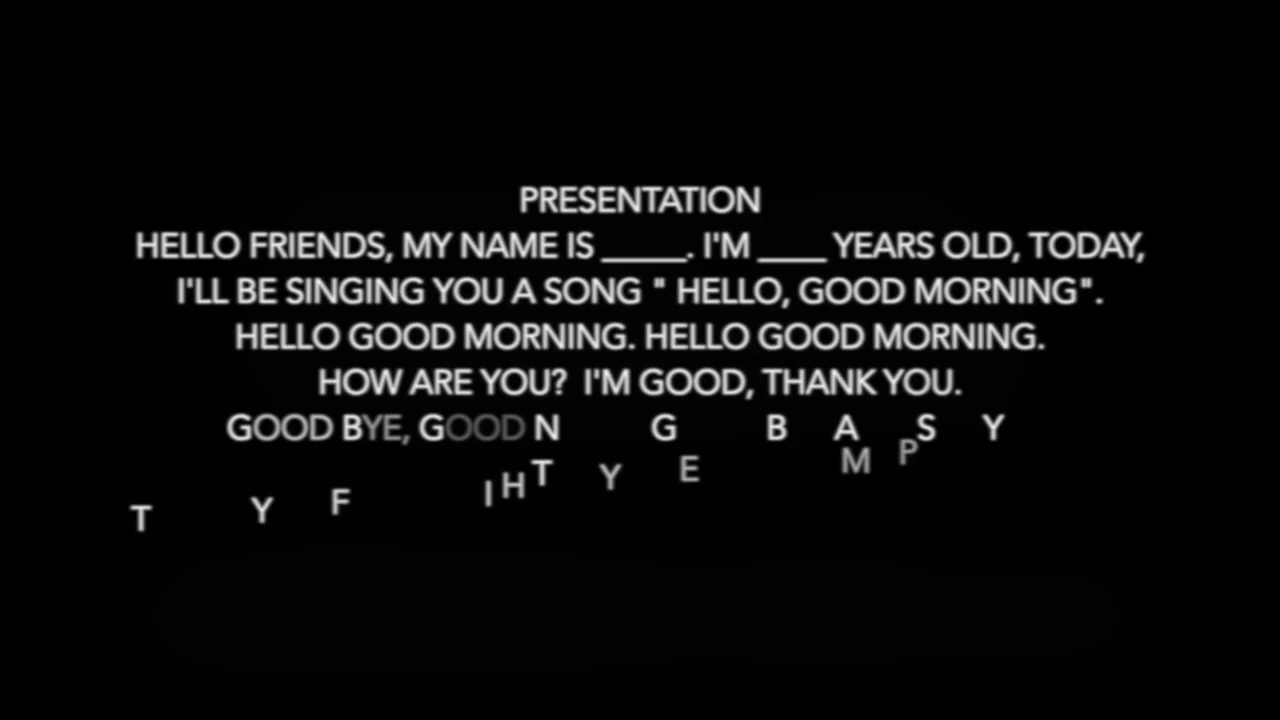 PRESENTATION
HELLO FRIENDS, MY NAME IS _____. I'M ____ YEARS OLD, TODAY,
I'LL BE SINGING YOU A SONG " HELLO, GOOD MORNING".
HELLO GOOD MORNING. HELLO GOOD MORNING.
HOW ARE YOU?  I'M GOOD, THANK YOU.
GOOD BYE, GOOD N G B A S Y
T Y F I H T Y E M P